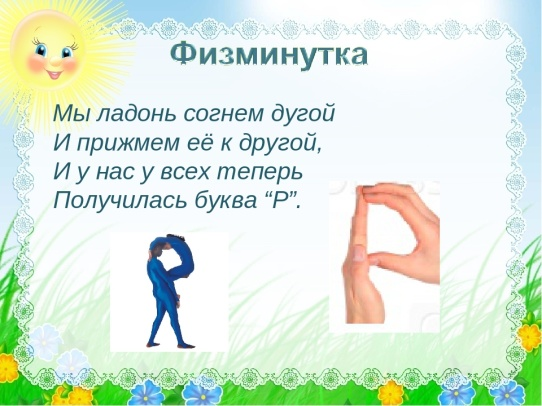 Физминутка
Мы ладонь согнем дугой
И прижмем её к другой,
И у нас у всех теперь
Получилась буква “Р”.